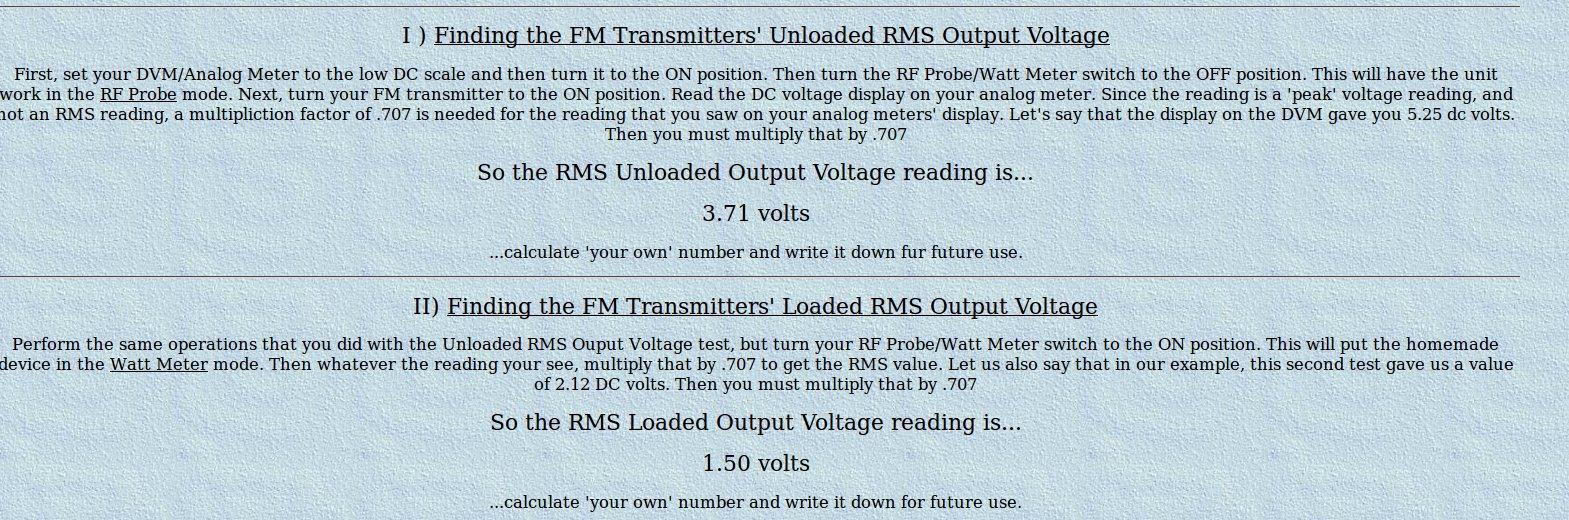 I ) Finding the FM Transmitters' Unloaded RMS Output Voltage
First, set your DVM/Analog Meter to the low DC scale and then turn it to the ON position. Then turn the RF Probe/Watt Meter switch to the OFF position. This will have the unit
work in the RF Probe mode. Next, turn your FM transmitter to the ON position. Read the DC voltage display on your analog meter. Since the reading is a 'peak' voltage reading, and
not an RMS reading, a multipliction factor of .707 is needed for the reading that you saw on your analog meters' display. Let's say that the display on the DVM gave you 5.25 dc volts.
Then you must multiply that by .707
So the RMS Unloaded Output Voltage reading is...
3.71 volts
...calculate 'your own' number and write it down fur future use.
II) Finding the FM Transmitters' Loaded RMS Output Voltage
Perform the same operations that you did with the Unloaded RMS Ouput Voltage test, but turn your RF Probe/Watt Meter switch to the ON position. This will put the homemade
device in the Watt Meter mode. Then whatever the reading your see, multiply that by .707 to get the RMS value. Let us also say that in our example, this second test gave us a value
of 2.12 DC volts. Then you must multiply that by .707
So the RMS Loaded Output Voltage reading is...
1.50 volts
...calculate 'your own' number and write it down for future use.